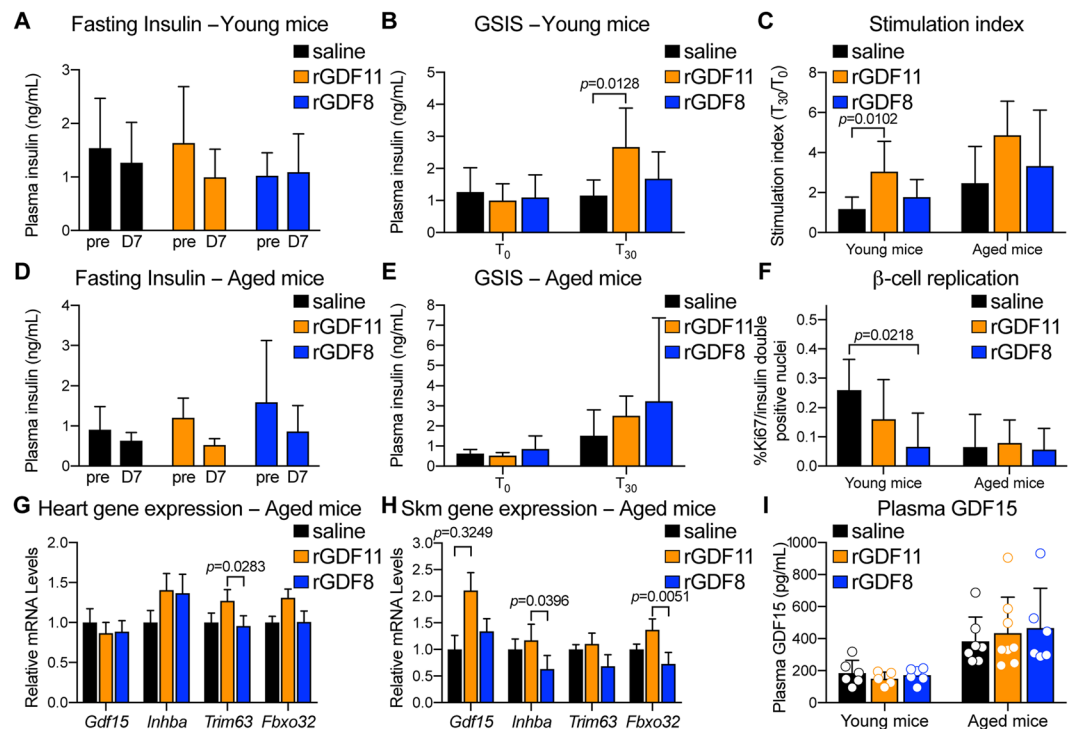 A Fasting Insulin –Young mice
saline
rGDF11
rGDF8
Plasma insulin (ng/mL)
3
2
1
0
pre D7 pre D7 pre D7
B GSIS –Young mice
saline
rGDF11
rGDF8
Plasma insulin (ng/mL)
5
4
3
2
1
0
p=0.0128
T0 T30
C Stimulation index
saline
rGDF11
rGDF8
Stimulation index (T30/T0)
8
6
4
2
0
p=0.0102
Young mice Aged mice
D Fasting Insulin – Aged mice
saline
rGDF11
rGDF8
Plasma insulin (ng/mL)
4
3
2
1
0
pre D7 pre D7 pre D7
E GSIS – Aged mice
saline
rGDF11
rGDF8
Plasma insulin (ng/mL)
8
7
6
5
4
3
2
1
0
T0 T30
F β-cell replication
saline
rGDF11
rGDF8
%Ki67/insulin double
positive nuclei
0.5
0.4
0.3
0.2
0.1
0.0
p=0.0218
Young mice Aged mice
G Heart gene expression – Aged mice
saline
rGDF11
rGDF8
Relative mRNA Levels
2.0
1.5
1.0
0.5
0.0
p=0.0283
Gdf15 Inhba Trim63 Fbxo32
H Skm gene expression – Aged mice
saline
rGDF11
rGDF8
Relative mRNA Levels
3.0
2.5
2.0
1.5
1.0
0.5
0.0
p=0.3249
p=0.0396
p=0.0051
Gdf15 Inhba Trim63 Fbxo32
I Plasma GDF15
saline
rGDF11
rGDF8
Plasma GDF15 (pg/mL)
1000
800
600
400
200
0
Young mice Aged mice